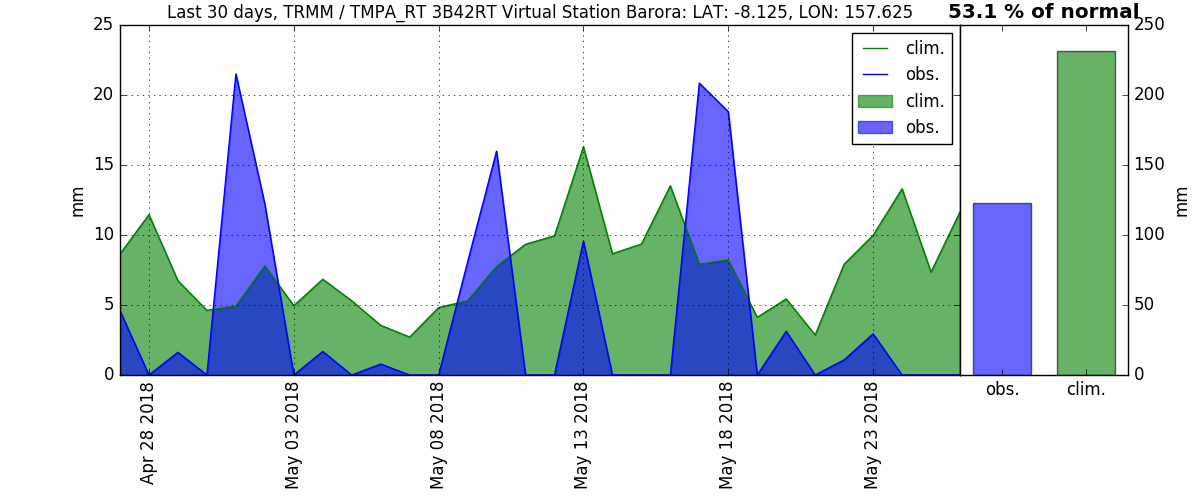 Last 30 days, TRMM / TMPA_RT 3B42RT Virtual Station Barora: LAT: -8.125, LON: 157.625
53.1 % of normal
25
20
15
10
5
0
mm
clim.
obs.
clim.
obs.
250
200
150
100
50
0
mm
obs.
clim.
Apr 28 2018
May 03 2018
May 08 2018
May 13 2018
May 18 2018
May 23 2018